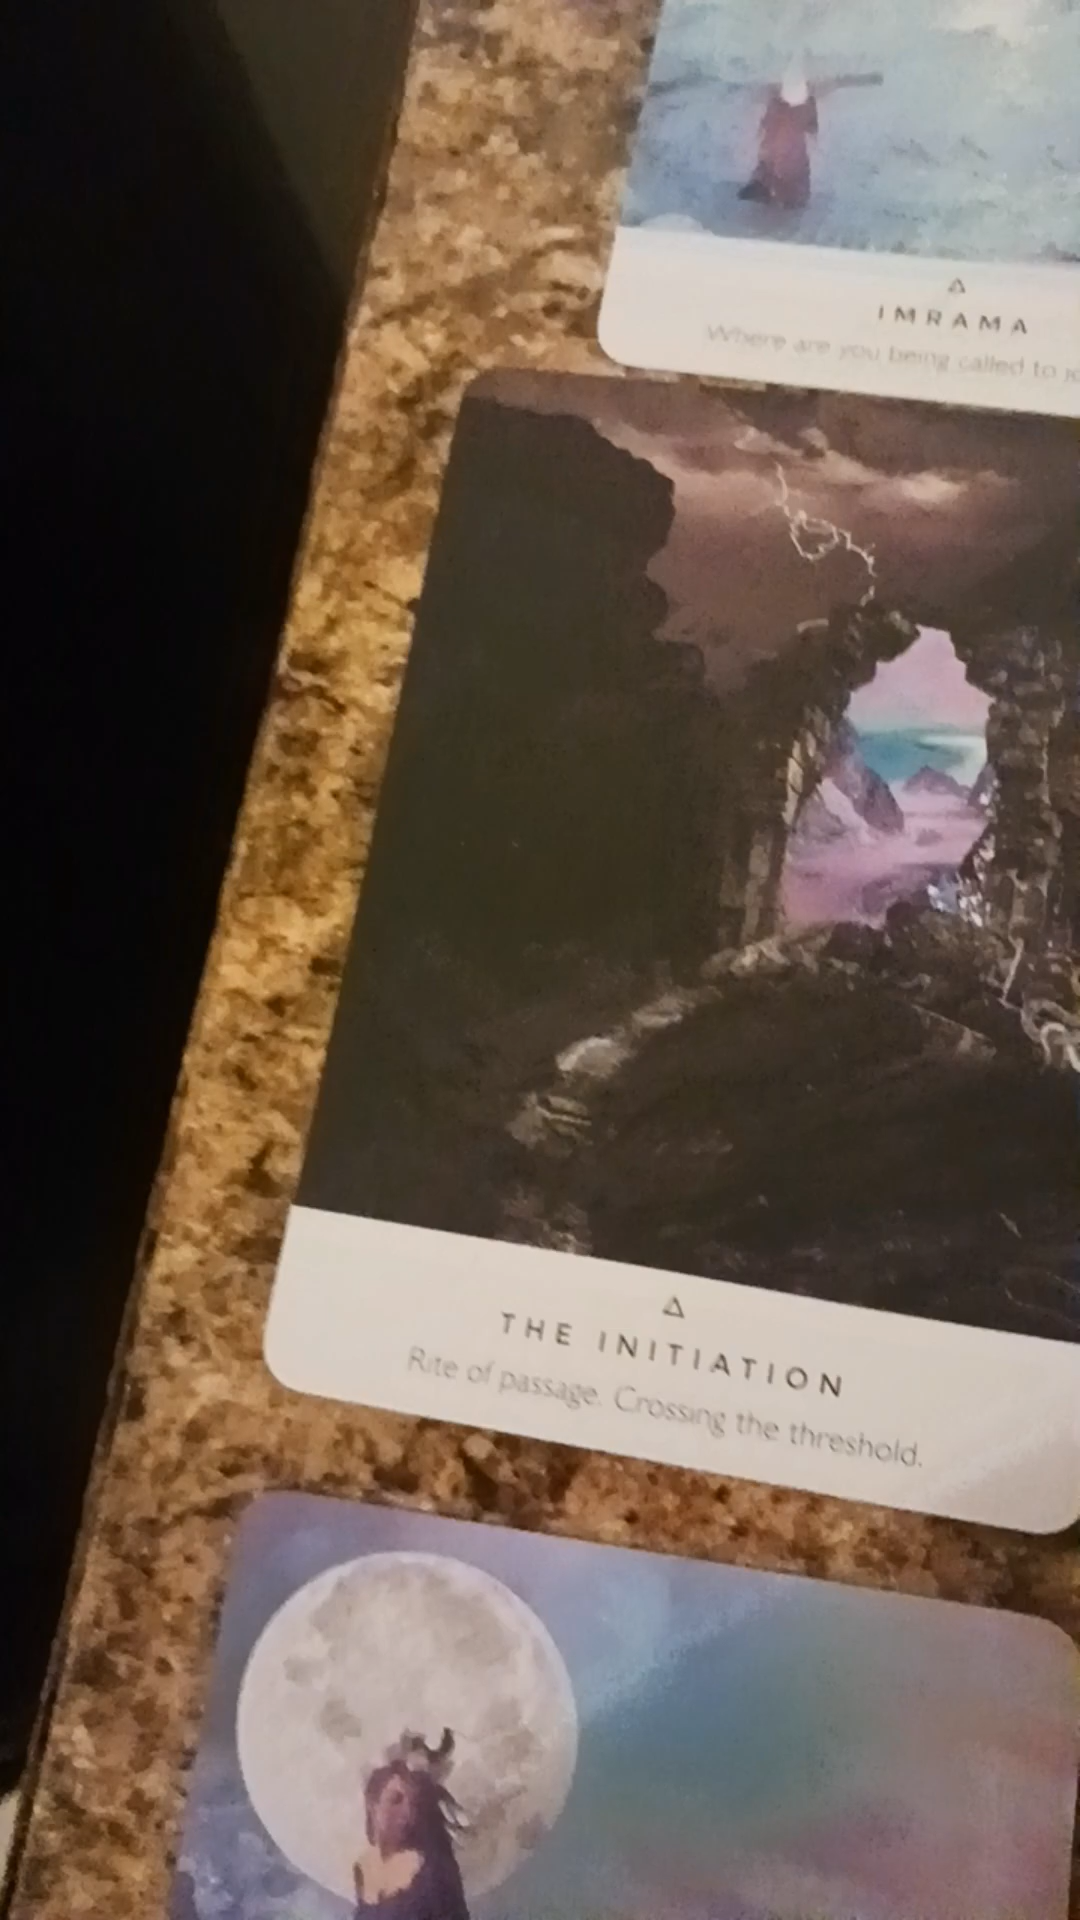 IMRAMA
Where are you being called to
THE INITIATION
Rite of passage. Crossing the threshold.